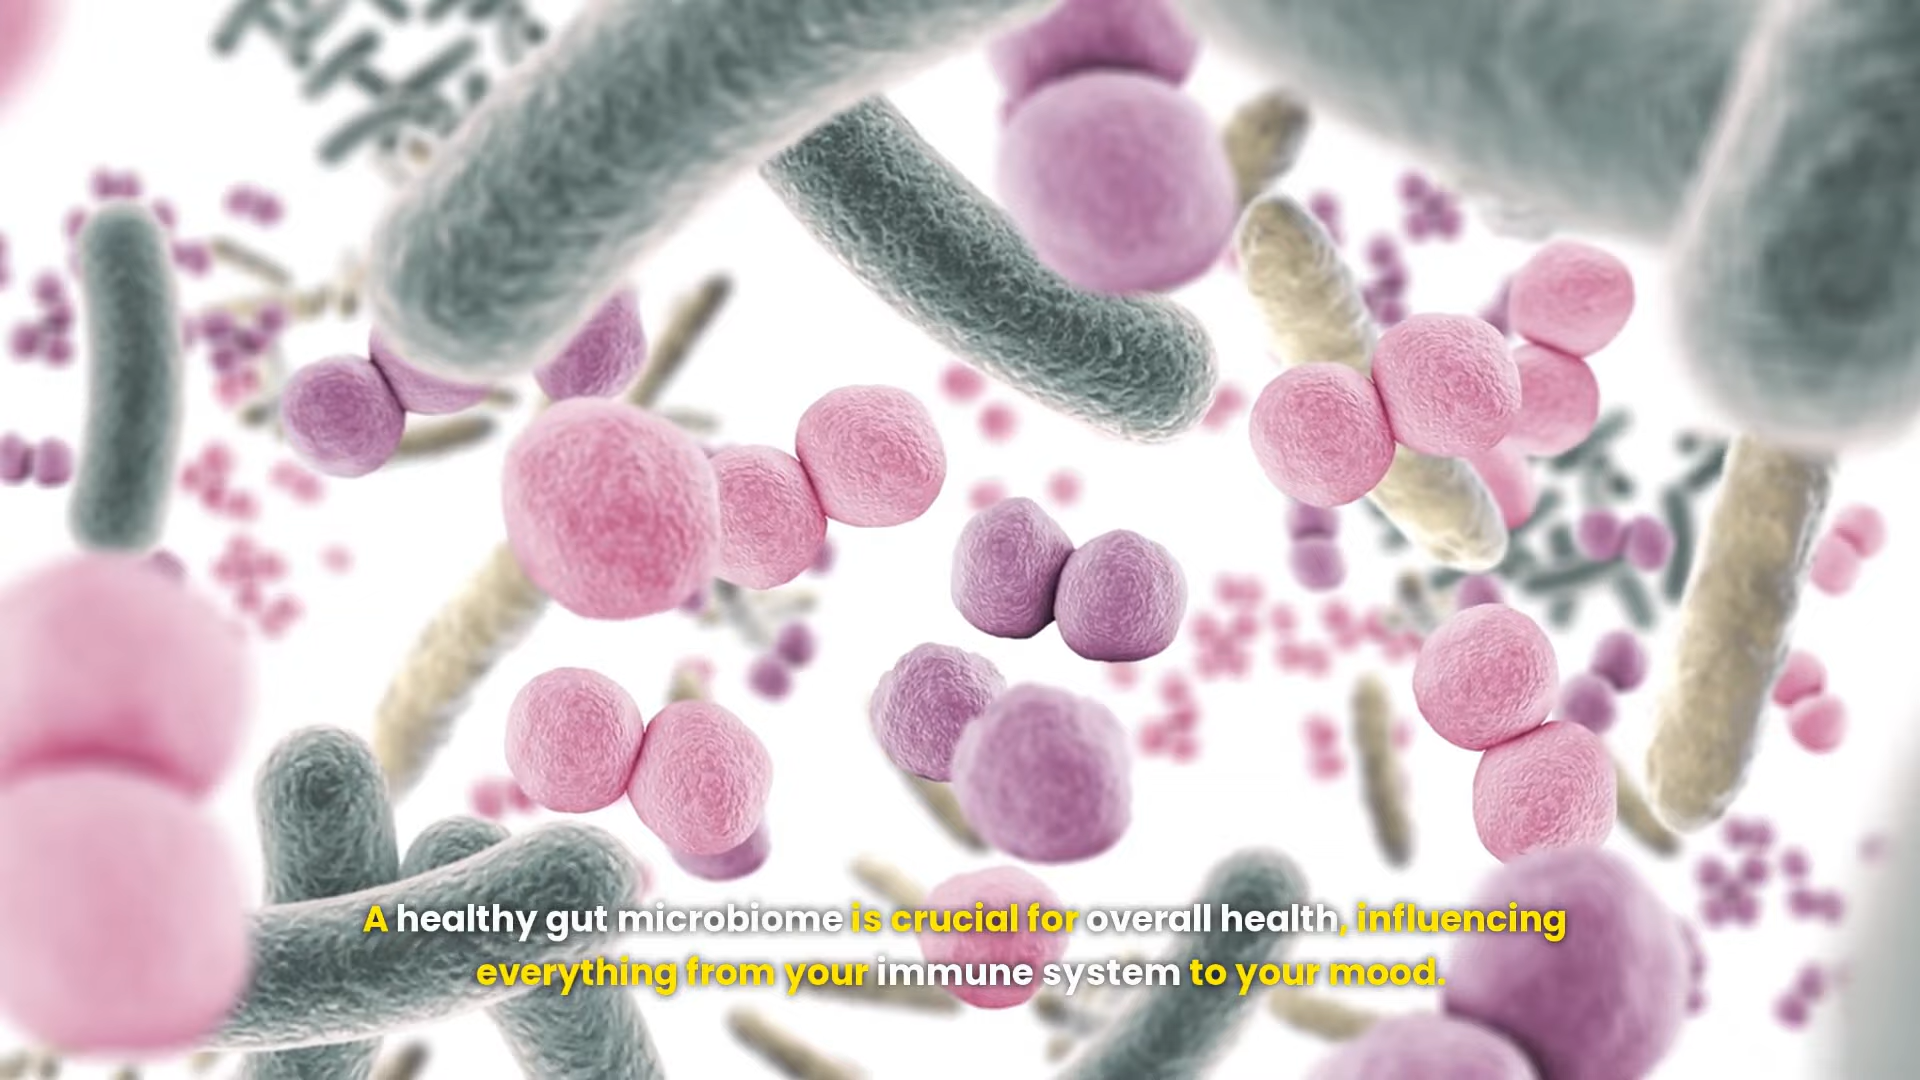 A healthy gut microbiome is crucial for overall health, influencing
everything from your immune system to your mood.